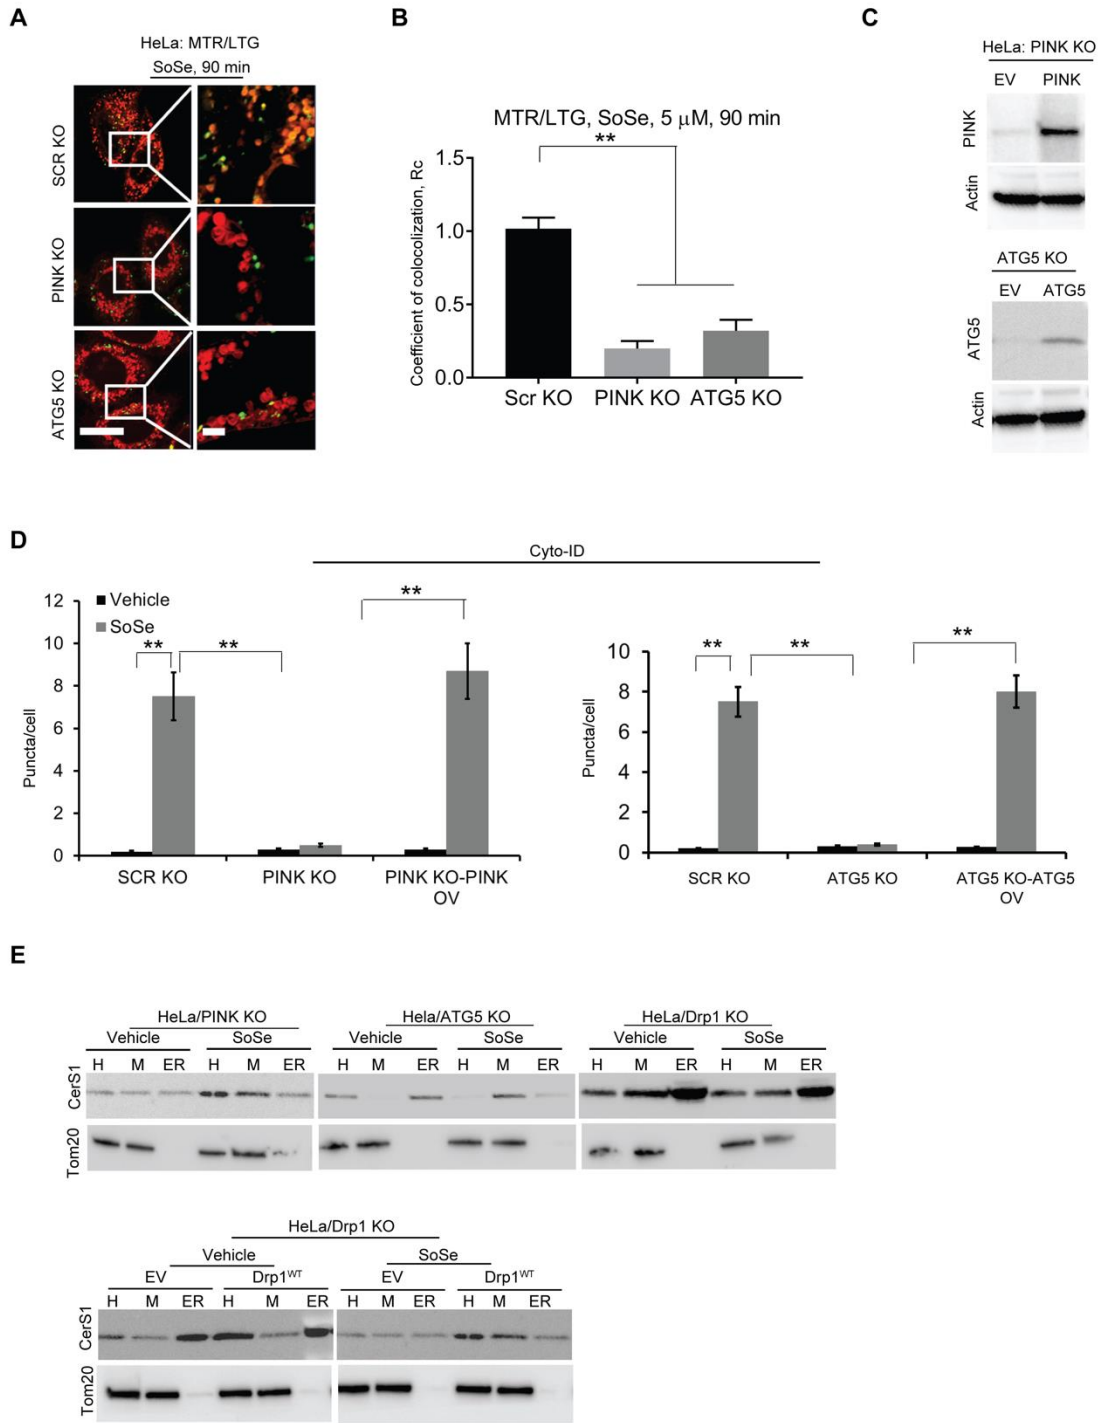 A
HeLa: MTR/LTG
SoSe, 90 min
SCR KO
PINK KO
ATG5 KO
B
MTR/LTG, SoSe, 5 μM, 90 min
**
Coefficient of colocolization, Rc
1.5
1.0
0.5
0.0
Scr KO PINK KO ATG5 KO
C
HeLa: PINK KO
EV PINK
PINK
Actin
ATG5 KO
EV ATG5
ATG5
Actin
D
Cyto-ID
Vehicle
SoSe
Puncta/cell
12
10
8
6
4
2
0
** ** **
SCR KO PINK KO PINK KO-PINK
OV
Puncta/cell
10
8
6
4
2
0
** ** **
SCR KO ATG5 KO ATG5 KO-ATG5
OV
E
HeLa/PINK KO Hela/ATG5 KO HeLa/Drp1 KO
Vehicle SoSe Vehicle SoSe Vehicle SoSe
H M ER H M ER H M ER H M ER H M ER H M ER
CerS1
Tom20
HeLa/Drp1 KO
Vehicle SoSe
EV Drp1WT EV Drp1WT
H M ER H M ER H M ER H M ER
CerS1
Tom20